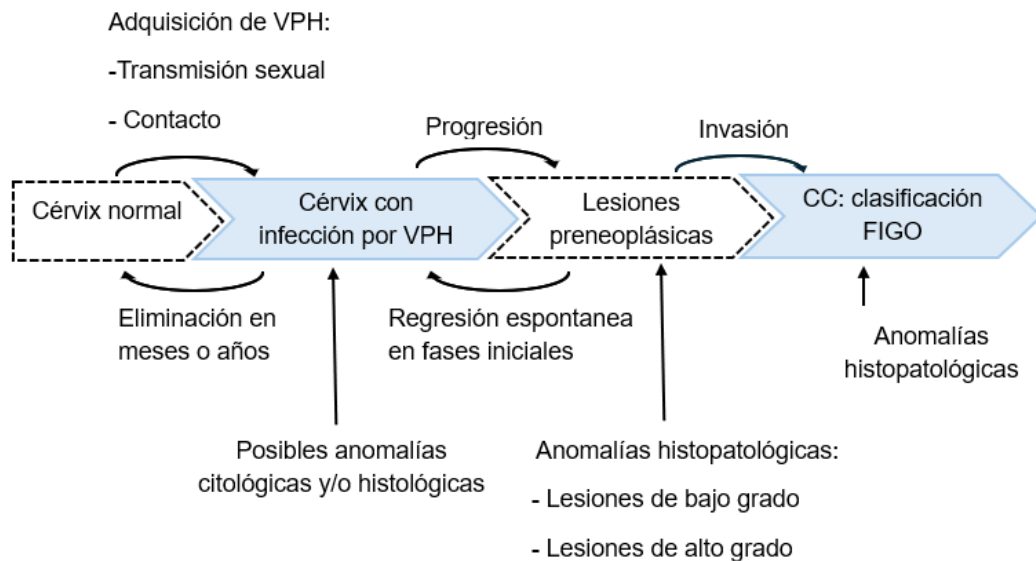 Adquisición de VPH:
-Transmisión sexual
- Contacto
Progresión
Invasión
Cérvix normal
Cérvix con
infección por VPH
Lesiones
preneoplásicas
CC: clasificación
FIGO
Eliminación en
meses o años
Regresión espontanea
en fases iniciales
Anomalías
histopatológicas
Posibles anomalías
citológicas y/o histológicas
Anomalías histopatológicas:
- Lesiones de bajo grado
- Lesiones de alto grado